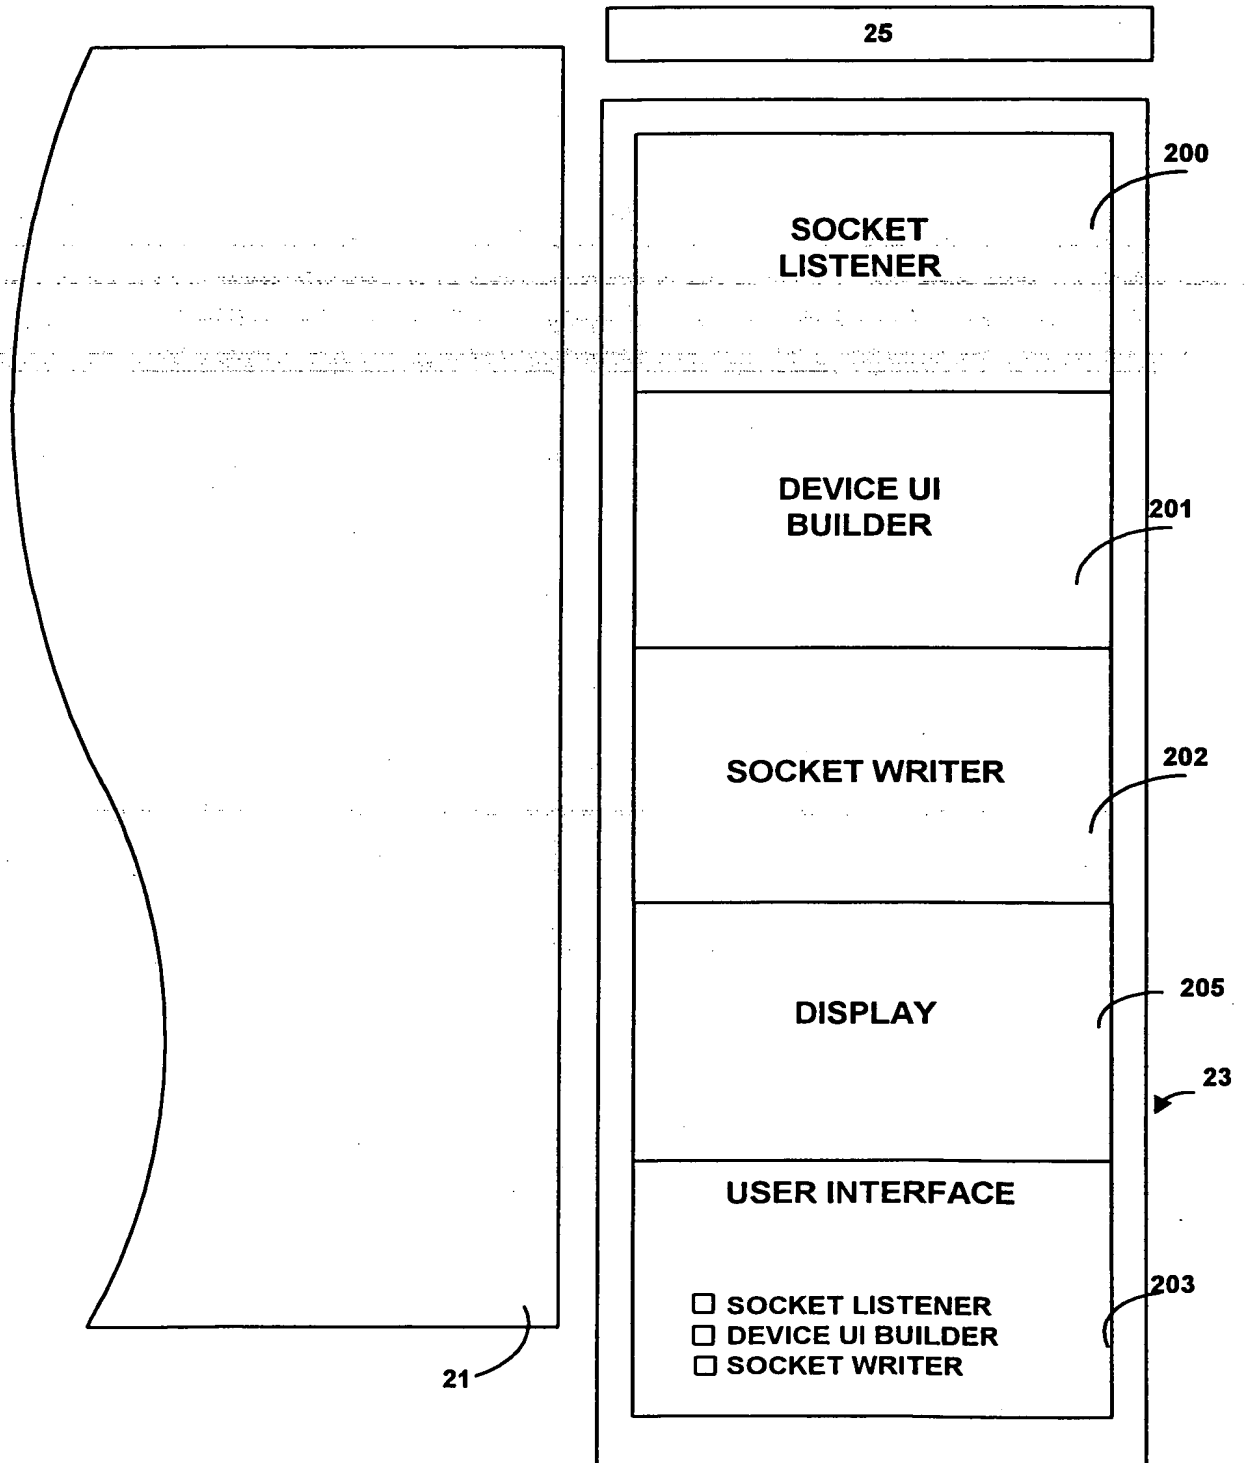 25
200
SOCKET
LISTENER
DEVICE UI
BUILDER
201
SOCKET WRITER
202
DISPLAY
205
23
USER INTERFACE
203
☐ SOCKET LISTENER
☐ DEVICE UI BUILDER
☐ SOCKET WRITER
21